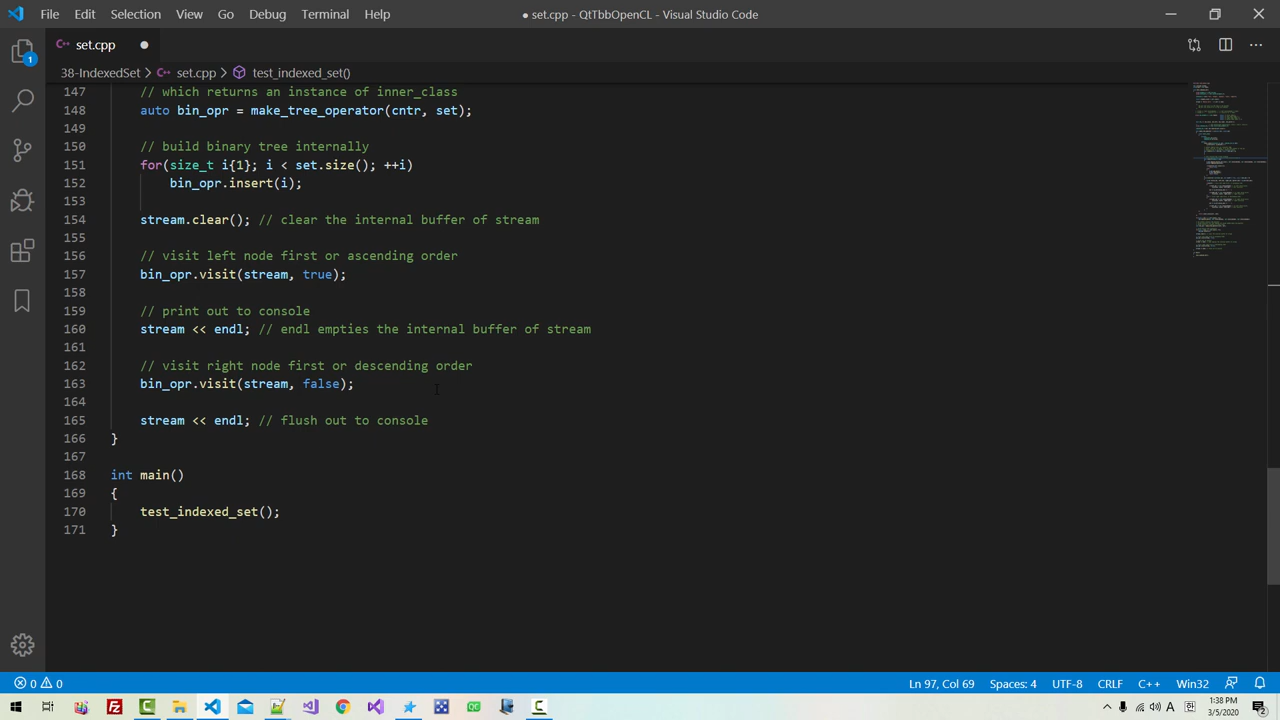 File Edit Selection View Go Debug Terminal Help
● set.cpp - QtTbbOpenCL - Visual Studio Code
set.cpp
38-IndexedSet > set.cpp > test_indexed_set()
147 // which returns an instance of inner_class
148 auto bin_opr = make_tree_operator(cntr, set);
149
150 // build binary tree internally
151 for(size_t i{1}; i < set.size(); ++i)
152 bin_opr.insert(i);
153
154 stream.clear(); // clear the internal buffer of stream
155
156 // visit left node first or ascending order
157 bin_opr.visit(stream, true);
158
159 // print out to console
160 stream << endl; // endl empties the internal buffer of stream
161
162 // visit right node first or descending order
163 bin_opr.visit(stream, false);
164
165 stream << endl; // flush out to console
166 }
167
168 int main()
169 {
170 test_indexed_set();
171 }
0 0 Ln 97, Col 69 Spaces: 4 UTF-8 CRLF C++ Win32
1:38 PM
3/5/2020